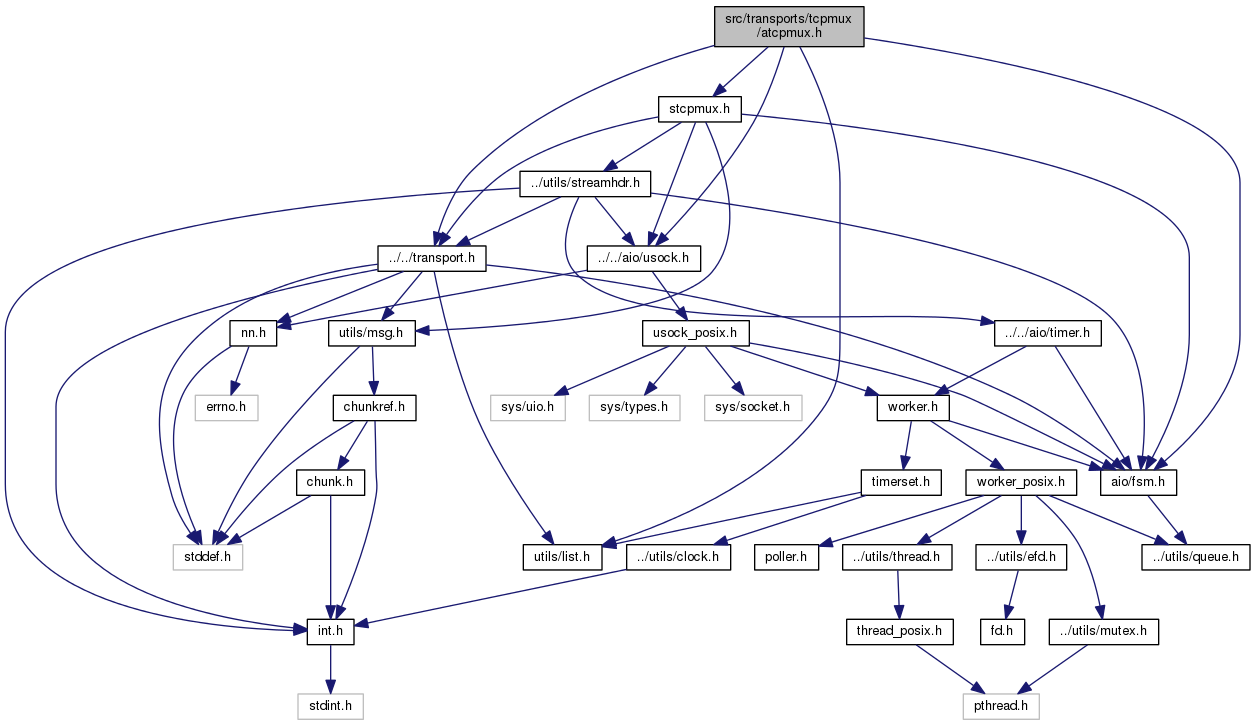 src/transports/tcpmux
/atcpmux.h
stcpmux.h
../utils/streamhdr.h
../../transport.h
../../aio/usock.h
nn.h
utils/msg.h
usock_posix.h
../../aio/timer.h
errno.h
chunkref.h
sys/uio.h
sys/types.h
sys/socket.h
worker.h
chunk.h
timerset.h
worker_posix.h
aio/fsm.h
stddef.h
utils/list.h
../utils/clock.h
poller.h
../utils/thread.h
../utils/efd.h
../utils/queue.h
int.h
thread_posix.h
fd.h
../utils/mutex.h
stdint.h
pthread.h